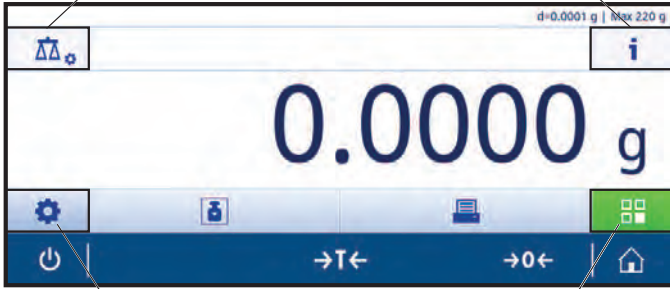 d=0.0001 g | Max 220 g
i
0.0000 g
→T← →0←